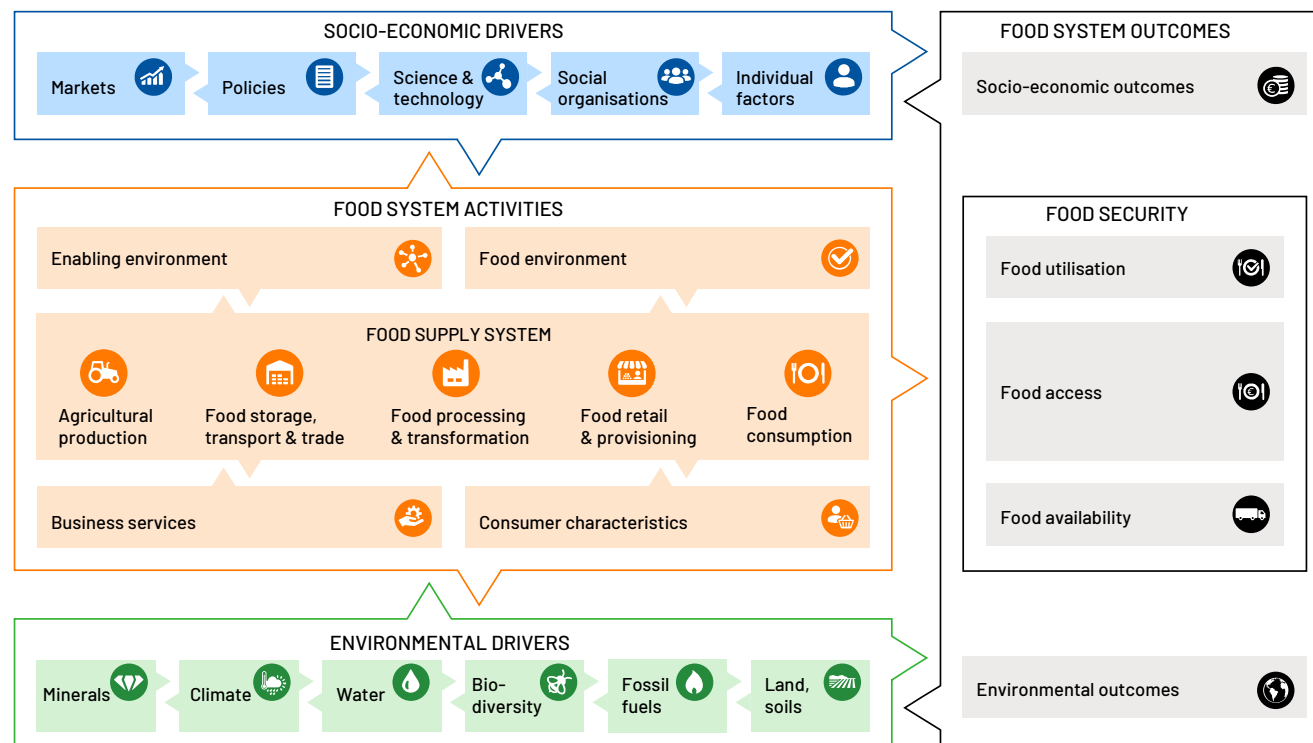 SOCIO-ECONOMIC DRIVERS
Markets
Policies
Science &
technology
Social
organisations
Individual
factors
FOOD SYSTEM ACTIVITIES
Enabling environment
Food environment
FOOD SUPPLY SYSTEM
Agricultural
production
Food storage,
transport & trade
Food processing
& transformation
Food retail
& provisioning
Food
consumption
Business services
Consumer characteristics
ENVIRONMENTAL DRIVERS
Minerals
Climate
Water
Bio-
diversity
Fossil
fuels
Land,
soils
FOOD SYSTEM OUTCOMES
Socio-economic outcomes
FOOD SECURITY
Food utilisation
Food access
Food availability
Environmental outcomes